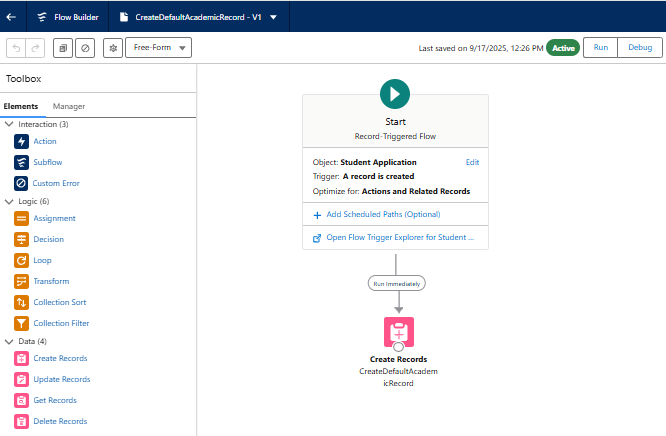 Flow Builder
CreateDefaultAcademicRecord - V1
Free-Form
Last saved on 9/17/2025, 12:26 PM
Active
Run
Debug
Toolbox
Elements
Manager
Interaction (3)
Action
Subflow
Custom Error
Logic (6)
Assignment
Decision
Loop
Transform
Collection Sort
Collection Filter
Data (4)
Create Records
Update Records
Get Records
Delete Records
Start
Record-Triggered Flow
Object: Student Application
Edit
Trigger: A record is created
Optimize for: Actions and Related Records
Add Scheduled Paths (Optional)
Open Flow Trigger Explorer for Student ...
Run Immediately
Create Records
CreateDefaultAcadem
icRecord